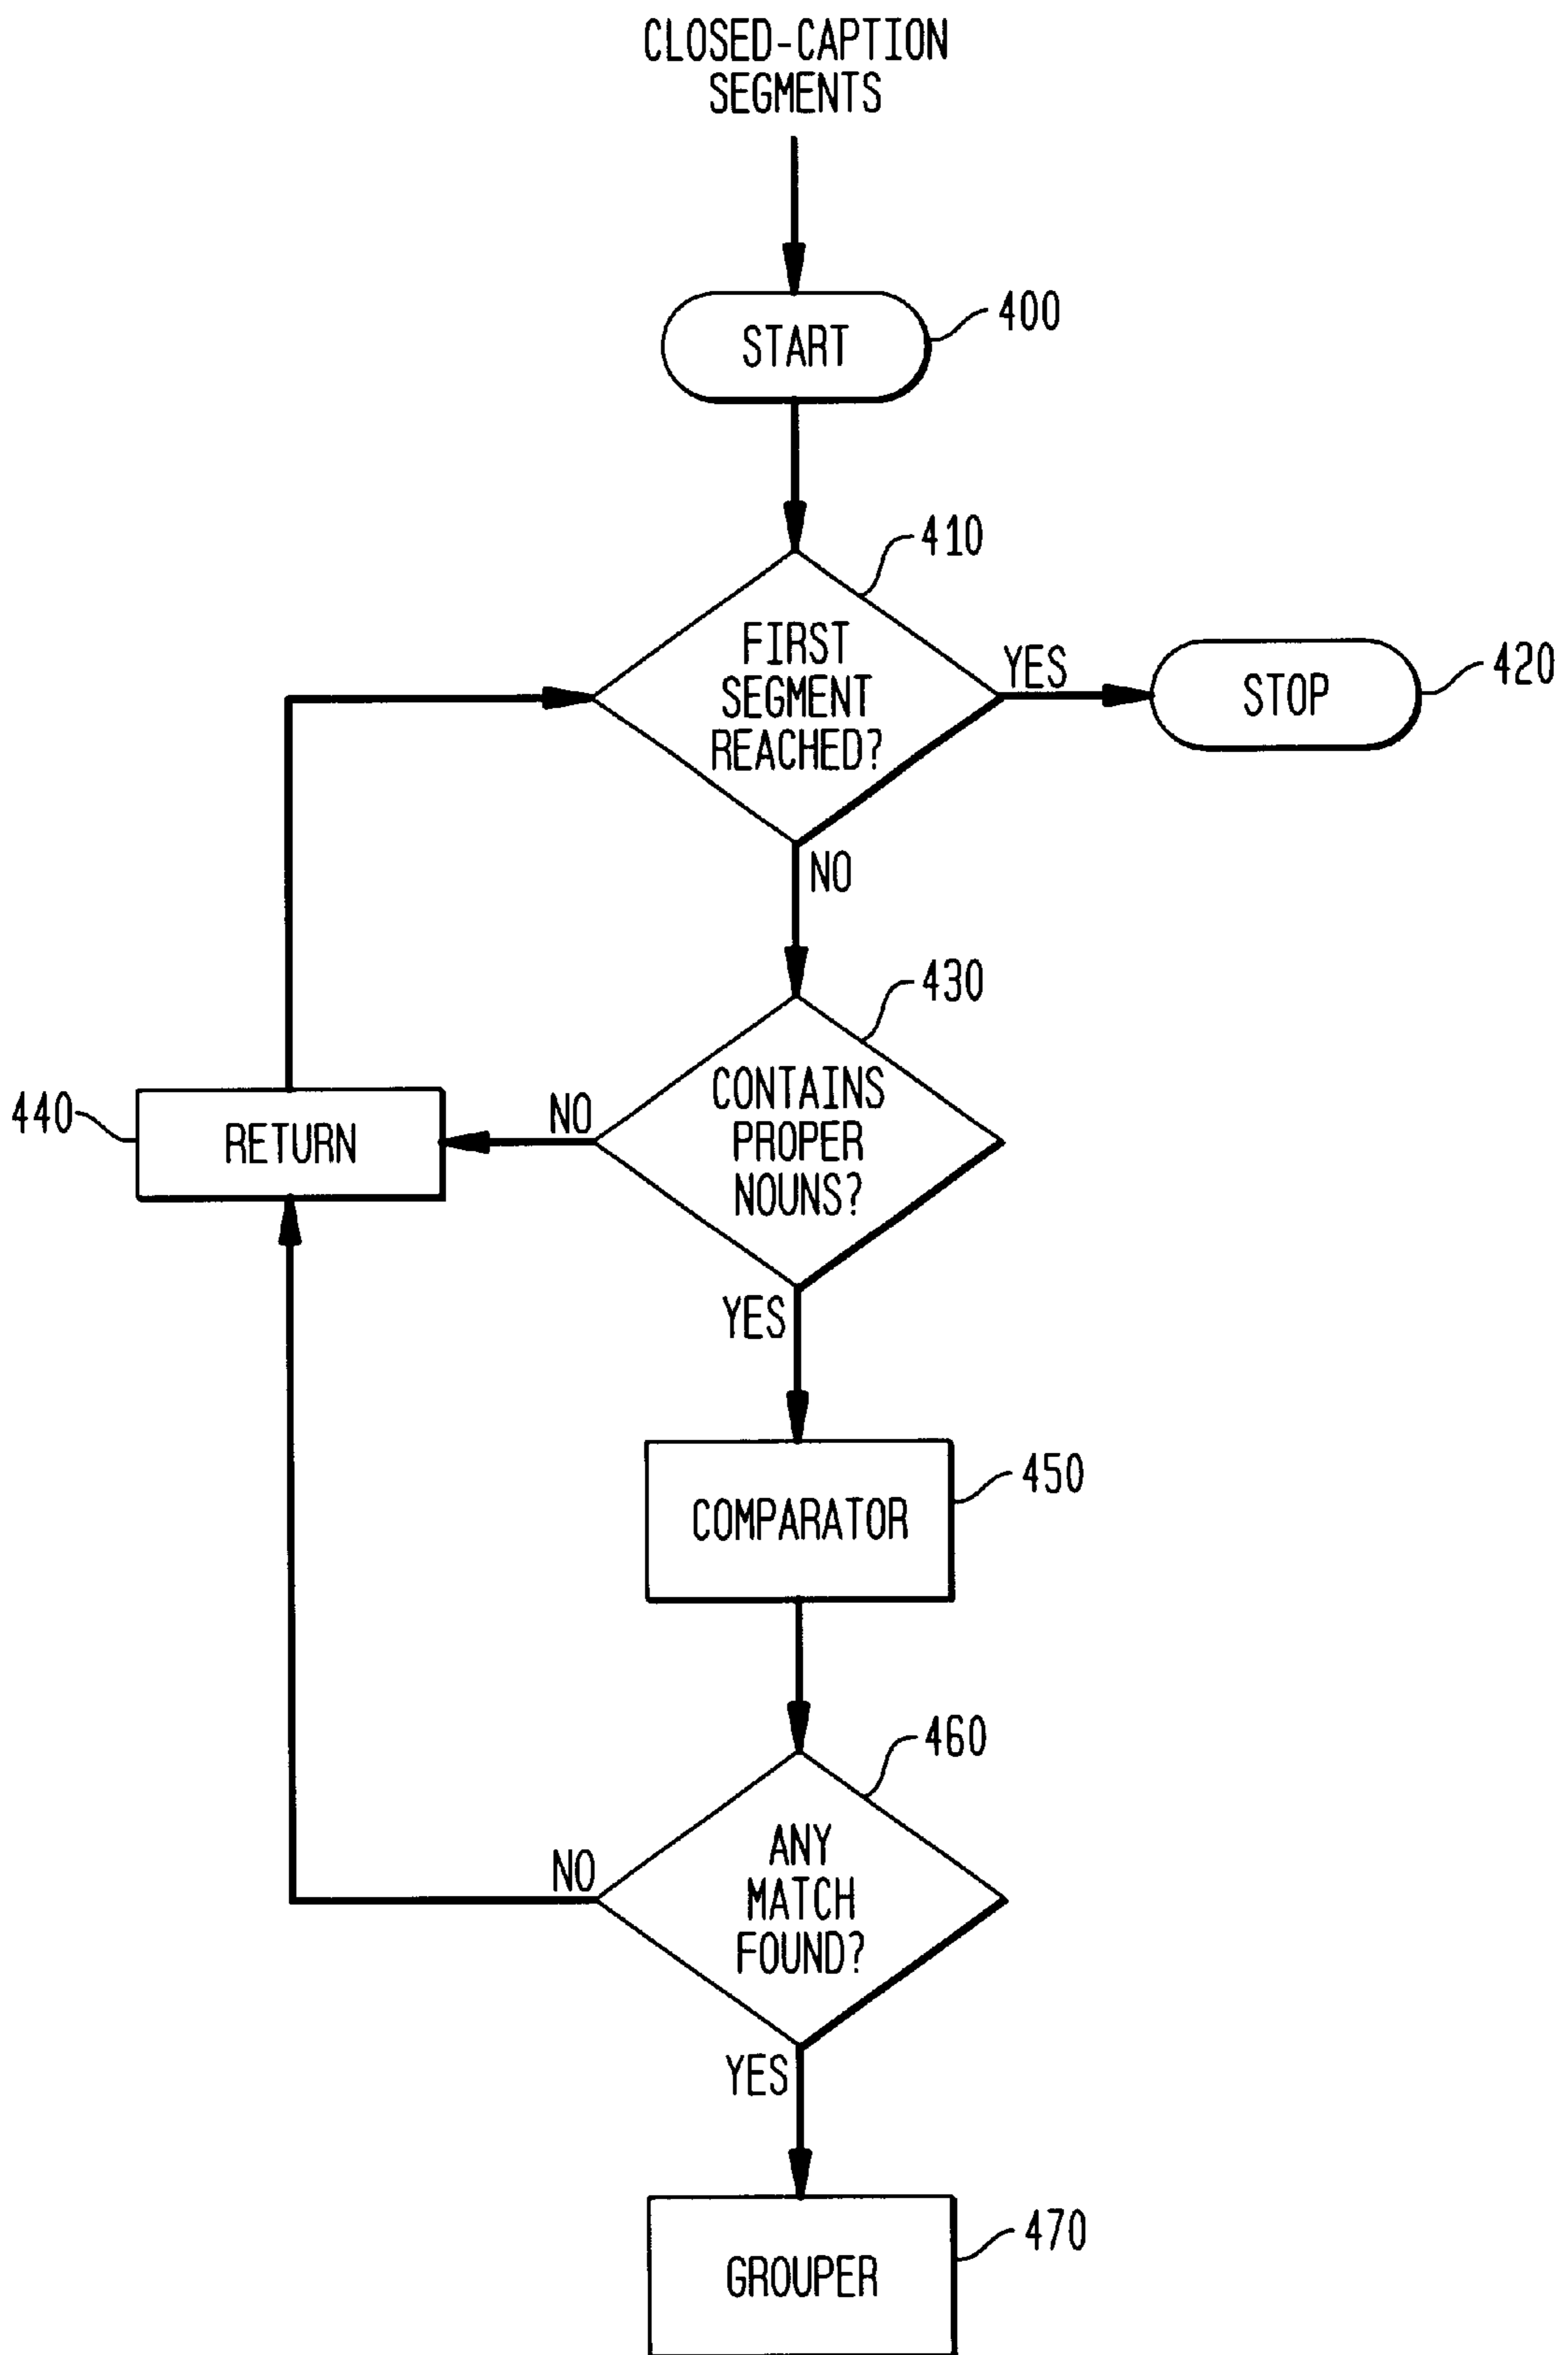 CLOSED-CAPTION
SEGMENTS
START
400
410
FIRST
SEGMENT
REACHED?
YES
STOP
420
NO
430
CONTAINS
PROPER
NOUNS?
NO
440
RETURN
YES
450
COMPARATOR
460
ANY
MATCH
FOUND?
NO
YES
470
GROUPER